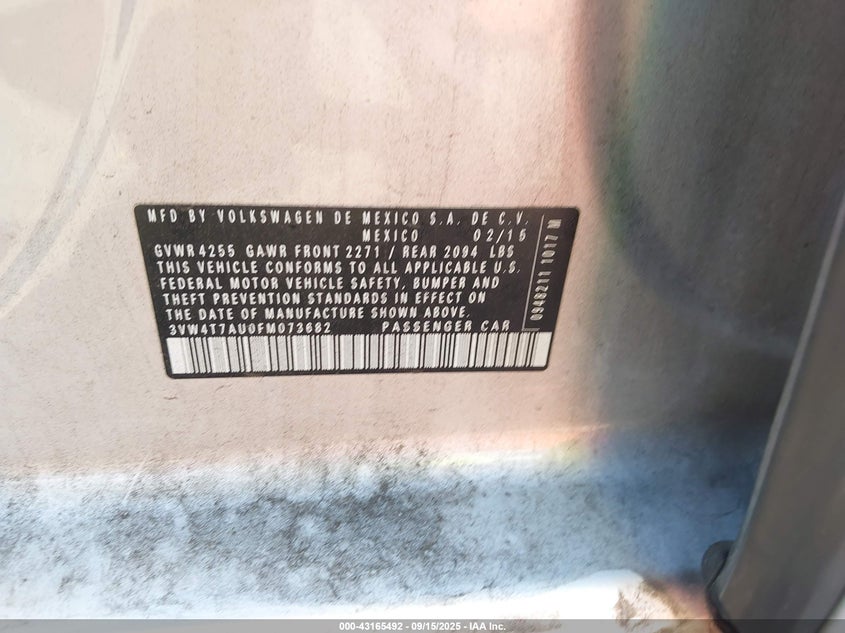 MFD BY VOLKSWAGEN DE MEXICO S.A. DE C.V.
MEXICO 02/15
GVWR 4255 GAWR FRONT 2271 / REAR 2094 LBS
THIS VEHICLE CONFORMS TO ALL APPLICABLE U.S.
FEDERAL MOTOR VEHICLE SAFETY, BUMPER AND
THEFT PREVENTION STANDARDS IN EFFECT ON
THE DATE OF MANUFACTURE SHOWN ABOVE.
3VW4T7AU0FM073682 PASSENGER CAR
0948211 1017 M
000-43165492 - 09/15/2025 - IAA Inc.